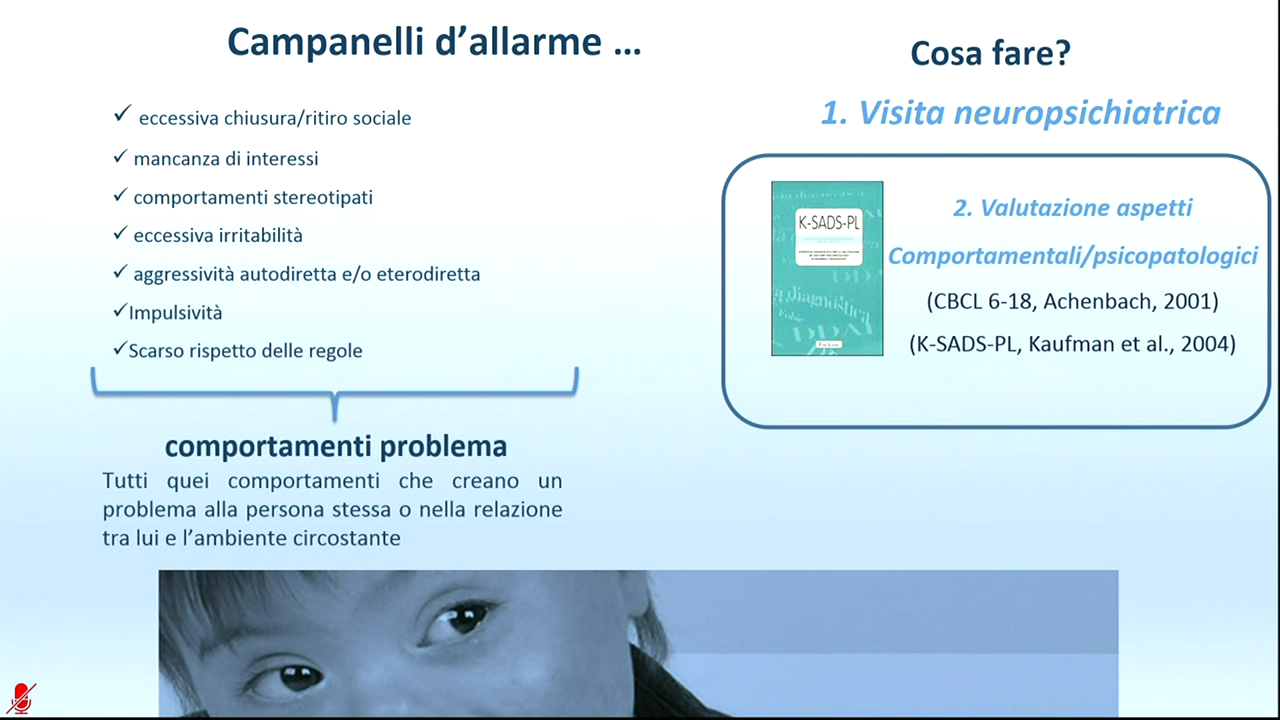 Campanelli d’allarme ...
✓ eccessiva chiusura/ritiro sociale
✓ mancanza di interessi
✓ comportamenti stereotipati
✓ eccessiva irritabilità
✓ aggressività autodiretta e/o eterodiretta
✓Impulsività
✓Scarso rispetto delle regole
comportamenti problema
Tutti quei comportamenti che creano un
problema alla persona stessa o nella relazione
tra lui e l’ambiente circostante
Cosa fare?
1. Visita neuropsichiatrica
K-SADS-PL
diagnostica
Fobie
DDAI
2. Valutazione aspetti
Comportamentali/psicopatologici
(CBCL 6-18, Achenbach, 2001)
(K-SADS-PL, Kaufman et al., 2004)